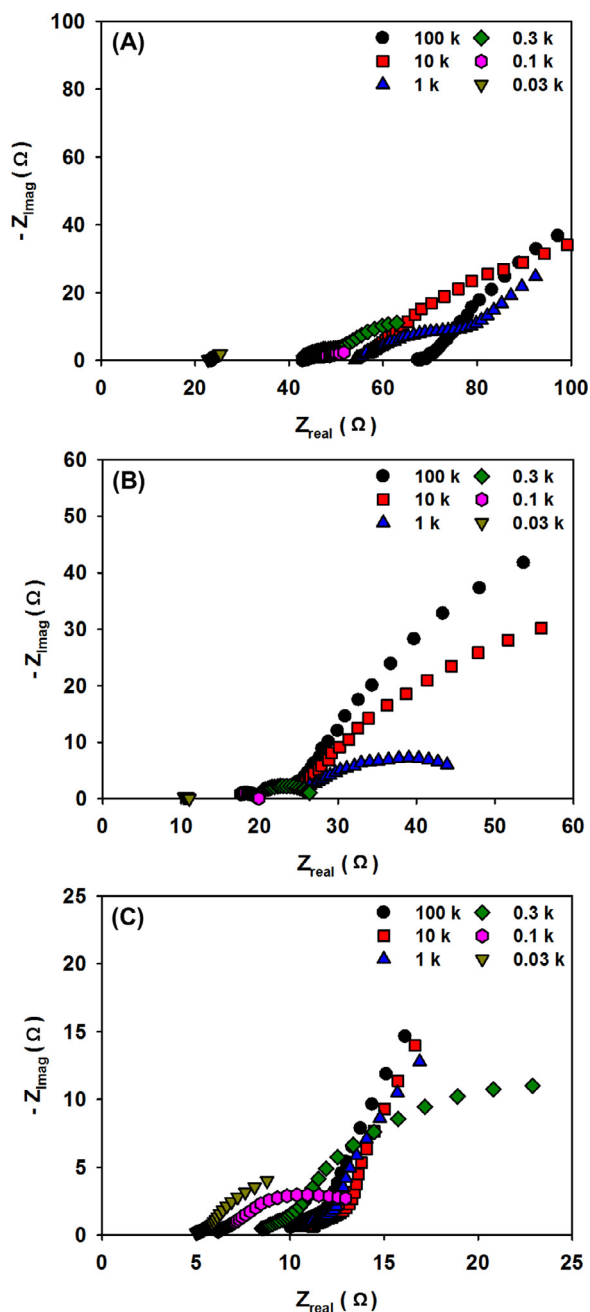 (A)
100 k 0.3 k
10 k 0.1 k
1 k 0.03 k
100
80
60
40
20
0
- Z_Imag (Ω)
0 20 40 60 80 100
Z_real (Ω)
(B)
100 k 0.3 k
10 k 0.1 k
1 k 0.03 k
60
50
40
30
20
10
0
- Z_Imag (Ω)
0 10 20 30 40 50 60
Z_real (Ω)
(C)
100 k 0.3 k
10 k 0.1 k
1 k 0.03 k
25
20
15
10
5
0
- Z_Imag (Ω)
0 5 10 15 20 25
Z_real (Ω)